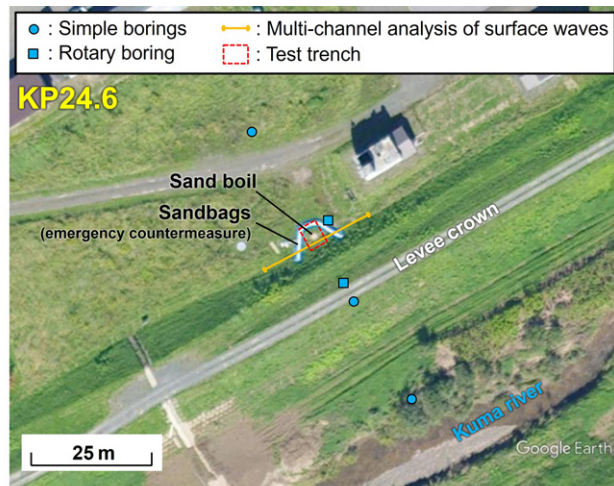 : Simple borings
: Multi-channel analysis of surface waves
: Rotary boring
: Test trench
KP24.6
Sand boil
Sandbags
(emergency countermeasure)
Levee crown
Kuma river
25 m
Google Earth